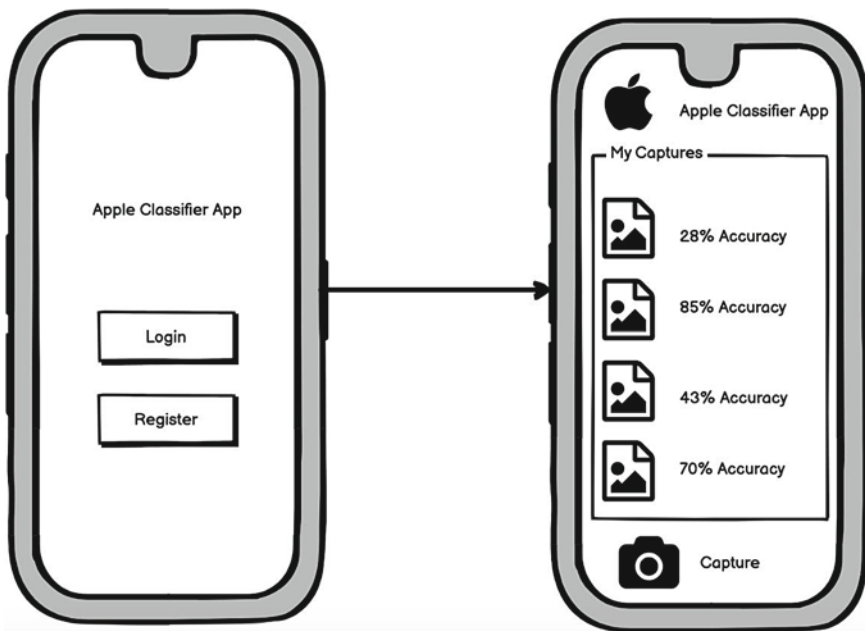 Apple Classifier App
Login
Register
Apple Classifier App
My Captures
28% Accuracy
85% Accuracy
43% Accuracy
70% Accuracy
Capture